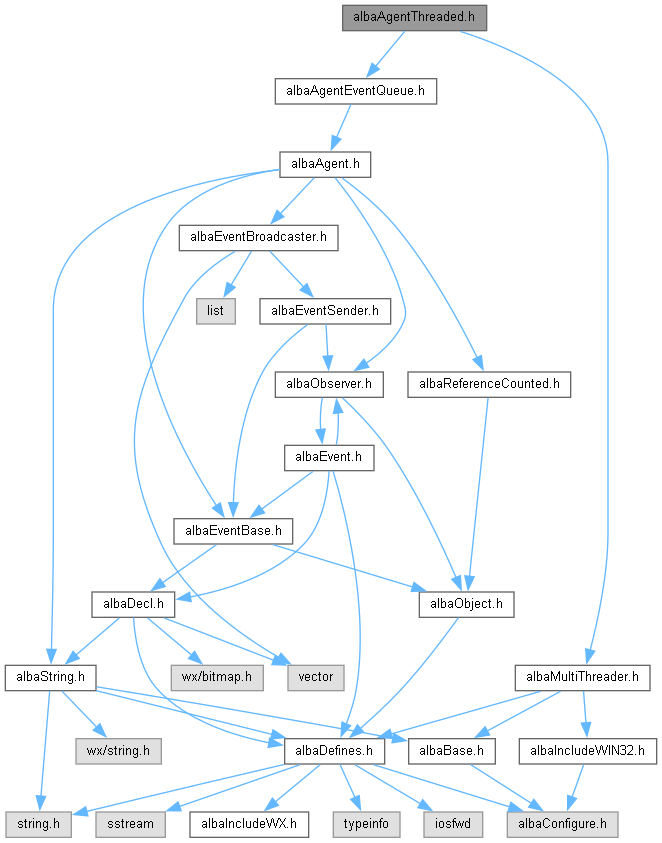 albaAgentThreaded.h
albaAgentEventQueue.h
albaAgent.h
albaEventBroadcaster.h
list
albaEventSender.h
albaObserver.h
albaReferenceCounted.h
albaEvent.h
albaEventBase.h
albaDecl.h
albaObject.h
albaString.h
wx/bitmap.h
vector
albaMultiThreader.h
wx/string.h
albaDefines.h
albaBase.h
albaIncludeWIN32.h
string.h
sstream
albaIncludeWX.h
typeinfo
iosfwd
albaConfigure.h